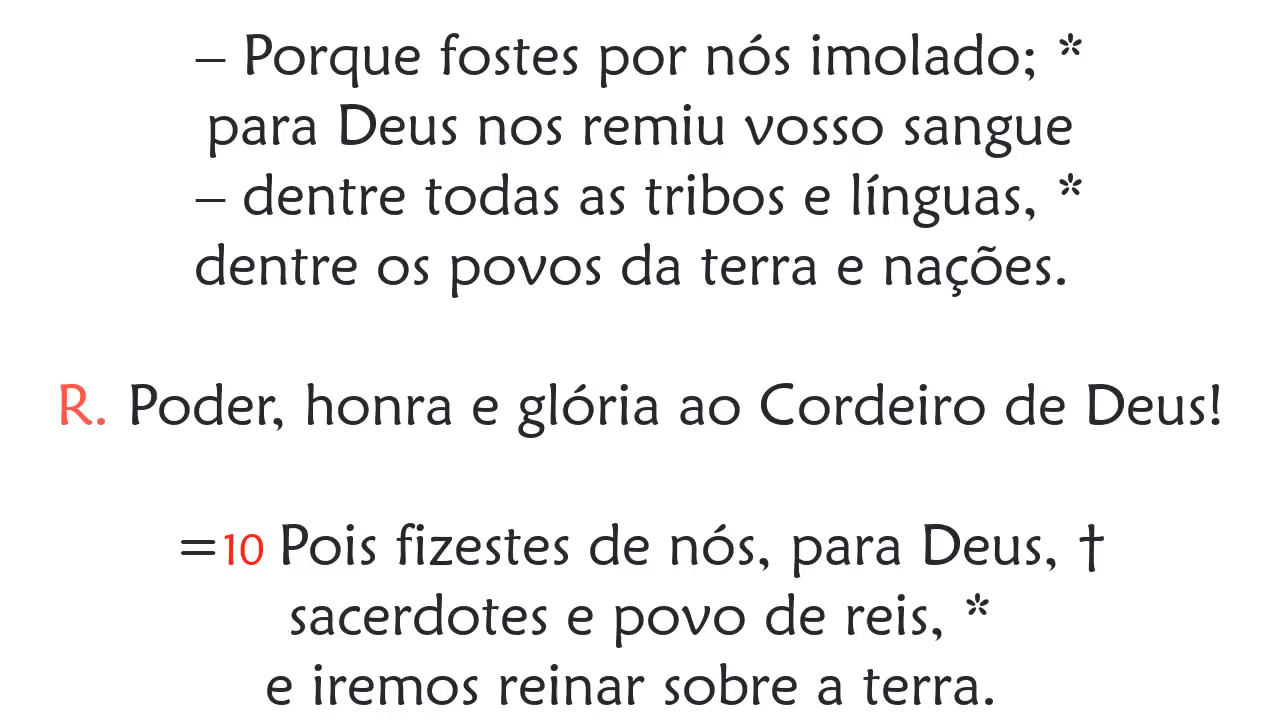 – Porque fostes por nós imolado; *
para Deus nos remiu vosso sangue
– dentre todas as tribos e línguas, *
dentre os povos da terra e nações.
R. Poder, honra e glória ao Cordeiro de Deus!
=10 Pois fizestes de nós, para Deus, †
sacerdotes e povo de reis, *
e iremos reinar sobre a terra.